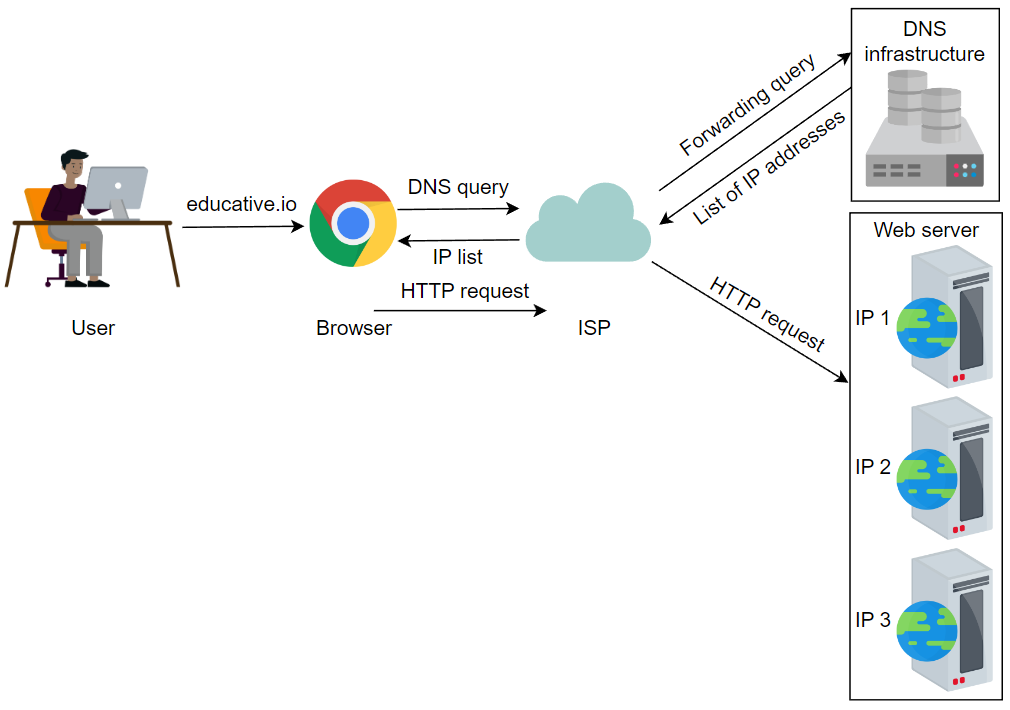 DNS
infrastructure
Forwarding query
List of IP addresses
educative.io
DNS query
IP list
HTTP request
User
Browser
ISP
HTTP request
Web server
IP 1
IP 2
IP 3